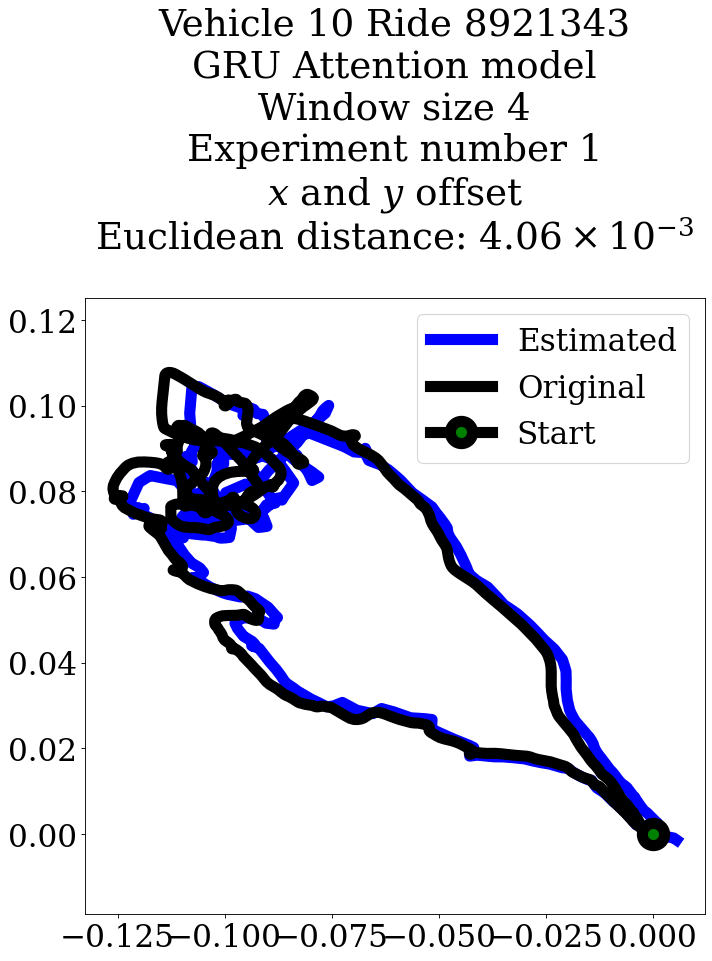 Vehicle 10 Ride 8921343
GRU Attention model
Window size 4
Experiment number 1
x and y offset
Euclidean distance: 4.06 × 10⁻³
Estimated
Original
Start
0.12
0.10
0.08
0.06
0.04
0.02
0.00
−0.125 −0.100 −0.075 −0.050 −0.025 0.000